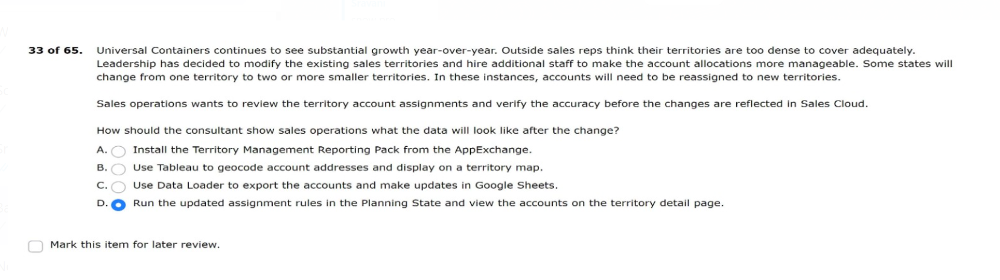 33 of 65. Universal Containers continues to see substantial growth year-over-year. Outside sales reps think their territories are too dense to cover adequately.
Leadership has decided to modify the existing sales territories and hire additional staff to make the account allocations more manageable. Some states will
change from one territory to two or more smaller territories. In these instances, accounts will need to be reassigned to new territories.
Sales operations wants to review the territory account assignments and verify the accuracy before the changes are reflected in Sales Cloud.
How should the consultant show sales operations what the data will look like after the change?
A. Install the Territory Management Reporting Pack from the AppExchange.
B. Use Tableau to geocode account addresses and display on a territory map.
C. Use Data Loader to export the accounts and make updates in Google Sheets.
D. Run the updated assignment rules in the Planning State and view the accounts on the territory detail page.
Mark this item for later review.